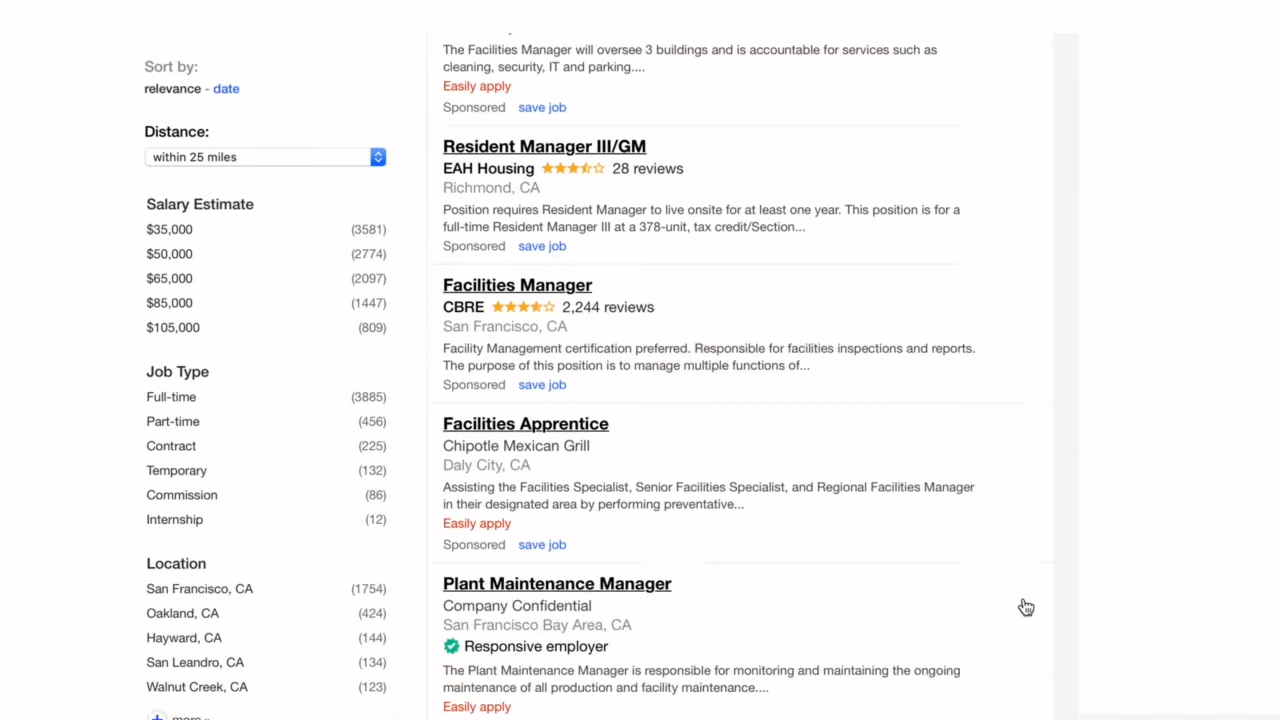 Sort by:
relevance - date
Distance:
within 25 miles
Salary Estimate
$35,000 (3581)
$50,000 (2774)
$65,000 (2097)
$85,000 (1447)
$105,000 (809)
Job Type
Full-time (3885)
Part-time (456)
Contract (225)
Temporary (132)
Commission (86)
Internship (12)
Location
San Francisco, CA (1754)
Oakland, CA (424)
Hayward, CA (144)
San Leandro, CA (134)
Walnut Creek, CA (123)
more »
The Facilities Manager will oversee 3 buildings and is accountable for services such as
cleaning, security, IT and parking....
Easily apply
Sponsored save job
Resident Manager III/GM
EAH Housing 28 reviews
Richmond, CA
Position requires Resident Manager to live onsite for at least one year. This position is for a
full-time Resident Manager III at a 378-unit, tax credit/Section...
Sponsored save job
Facilities Manager
CBRE 2,244 reviews
San Francisco, CA
Facility Management certification preferred. Responsible for facilities inspections and reports.
The purpose of this position is to manage multiple functions of...
Sponsored save job
Facilities Apprentice
Chipotle Mexican Grill
Daly City, CA
Assisting the Facilities Specialist, Senior Facilities Specialist, and Regional Facilities Manager
in their designated area by performing preventative...
Easily apply
Sponsored save job
Plant Maintenance Manager
Company Confidential
San Francisco Bay Area, CA
Responsive employer
The Plant Maintenance Manager is responsible for monitoring and maintaining the ongoing
maintenance of all production and facility maintenance....
Easily apply